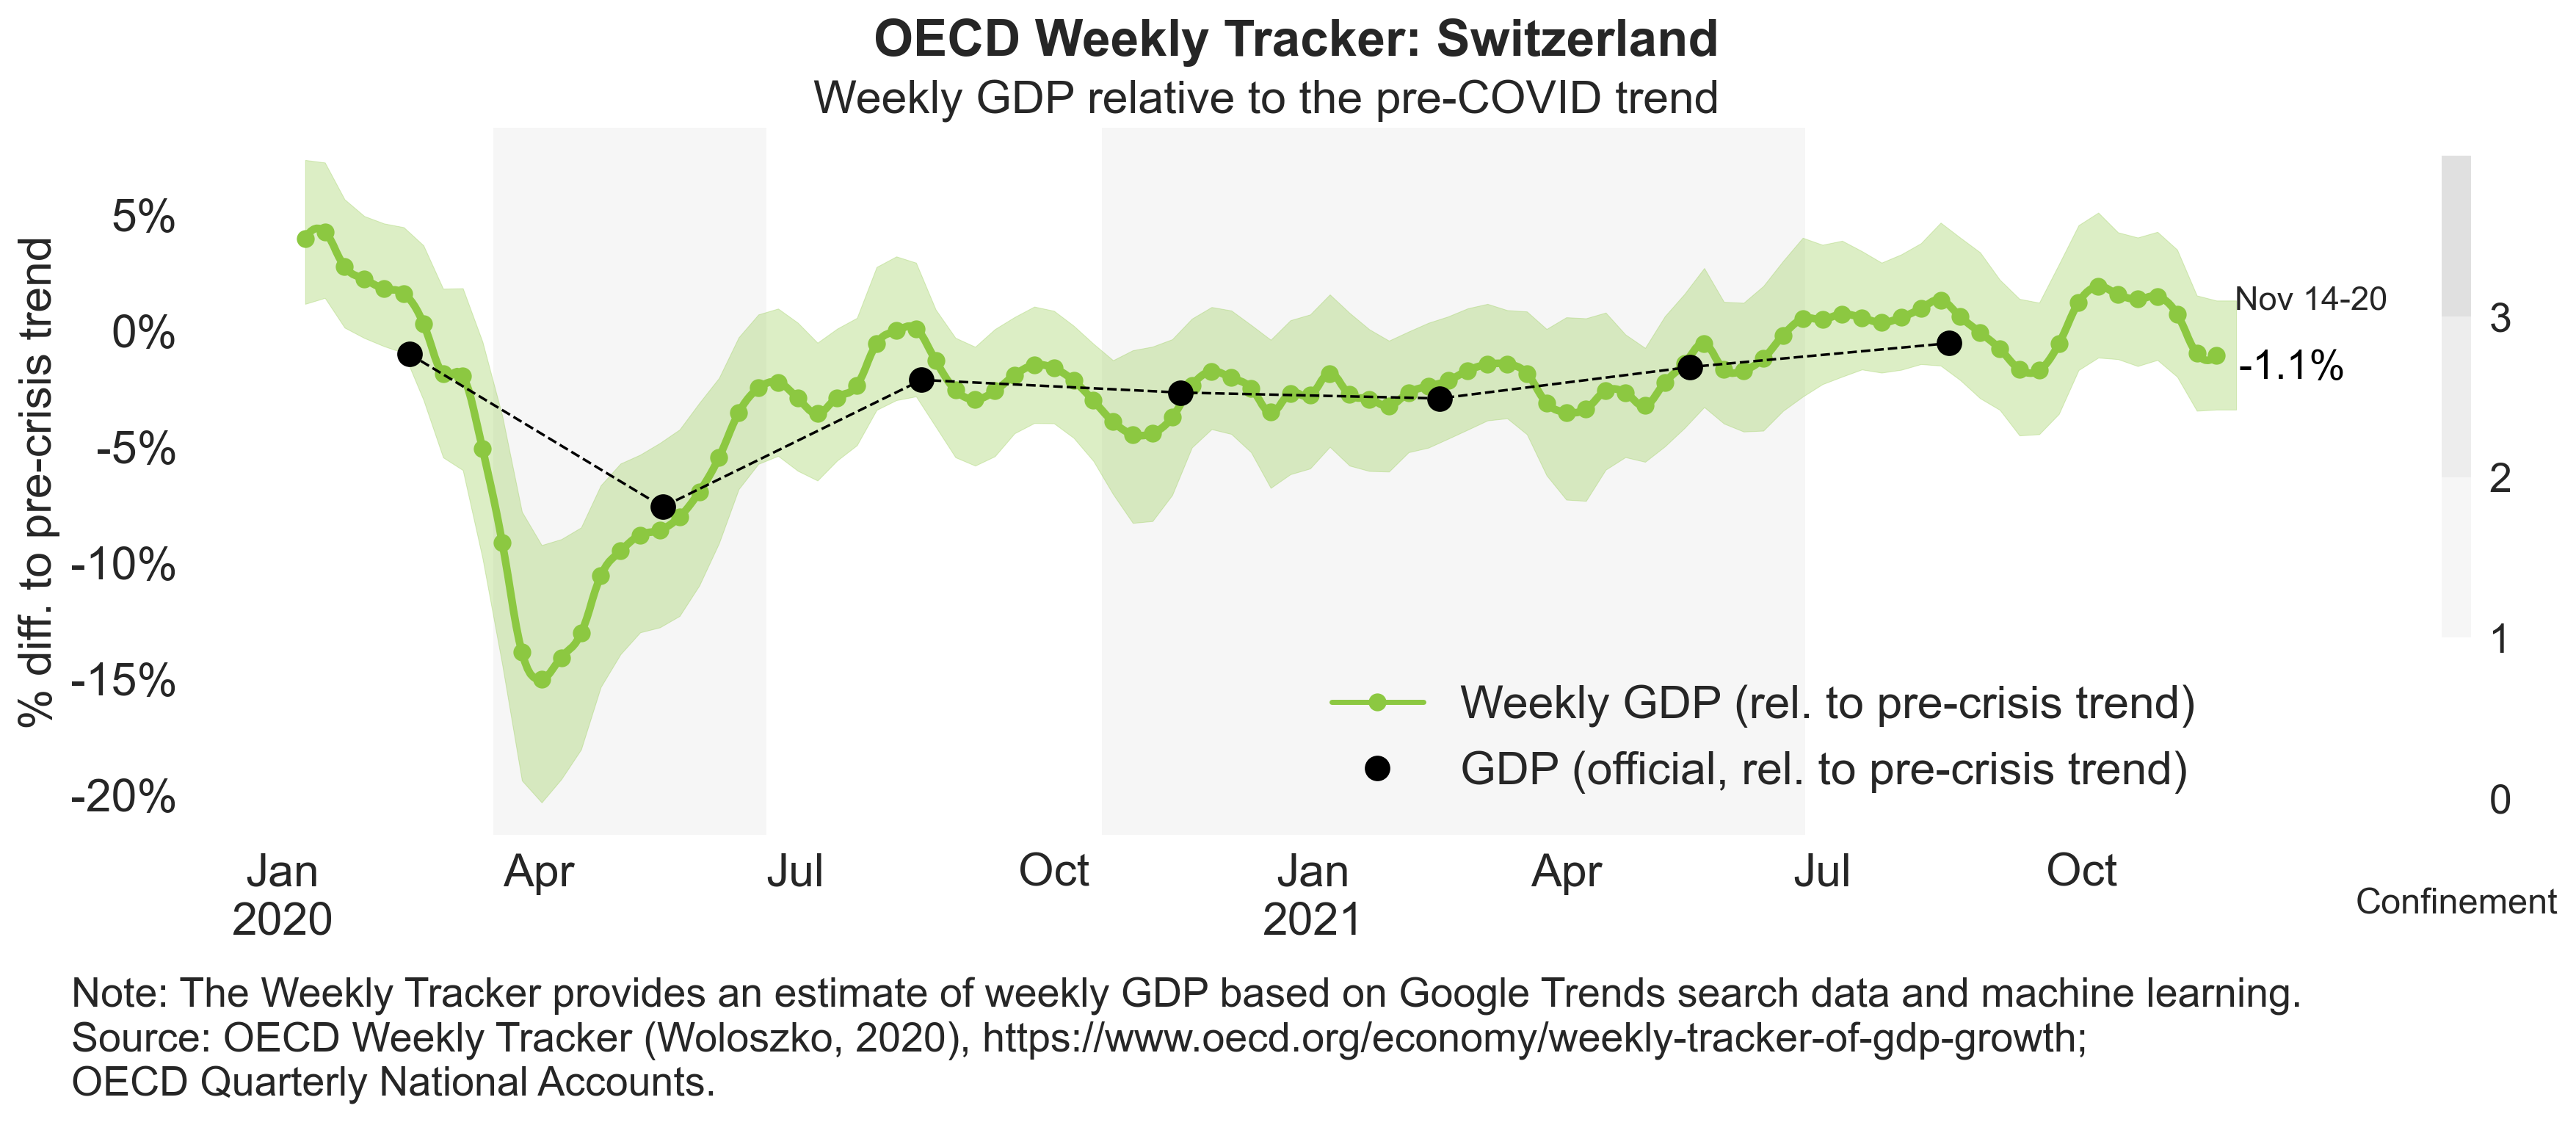 OECD Weekly Tracker: Switzerland
Weekly GDP relative to the pre-COVID trend
% diff. to pre-crisis trend
5%
0%
-5%
-10%
-15%
-20%
Nov 14-20
-1.1%
3
2
1
0
Confinement
Weekly GDP (rel. to pre-crisis trend)
GDP (official, rel. to pre-crisis trend)
Jan Apr Jul Oct Jan Apr Jul Oct
2020 2021
Note: The Weekly Tracker provides an estimate of weekly GDP based on Google Trends search data and machine learning.
Source: OECD Weekly Tracker (Woloszko, 2020), https://www.oecd.org/economy/weekly-tracker-of-gdp-growth;
OECD Quarterly National Accounts.